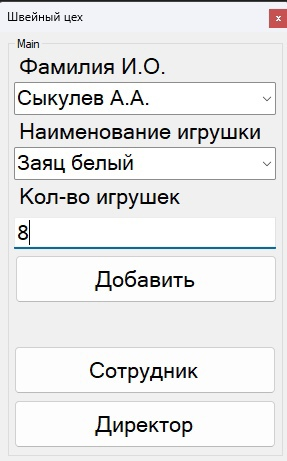 Швейный цех
x
Main
Фамилия И.О.
Сыкулев А.А.
Наименование игрушки
Заяц белый
Кол-во игрушек
8
Добавить
Сотрудник
Директор